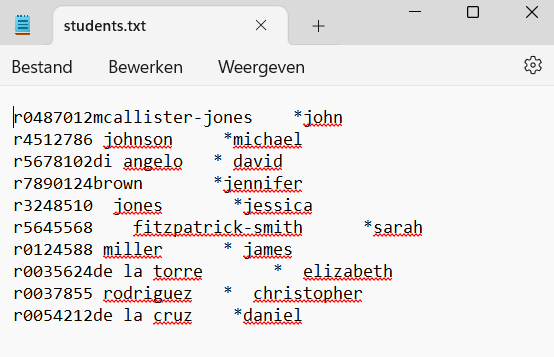 students.txt
Bestand Bewerken Weergeven
r0487012mcallister-jones    *john
r4512786 johnson     *michael
r5678102di angelo   * david
r7890124brown       *jennifer
r3248510  jones       *jessica
r5645568    fitzpatrick-smith      *sarah
r0124588 miller      * james
r0035624de la torre       *  elizabeth
r0037855 rodriguez   *  christopher
r0054212de la cruz    *daniel